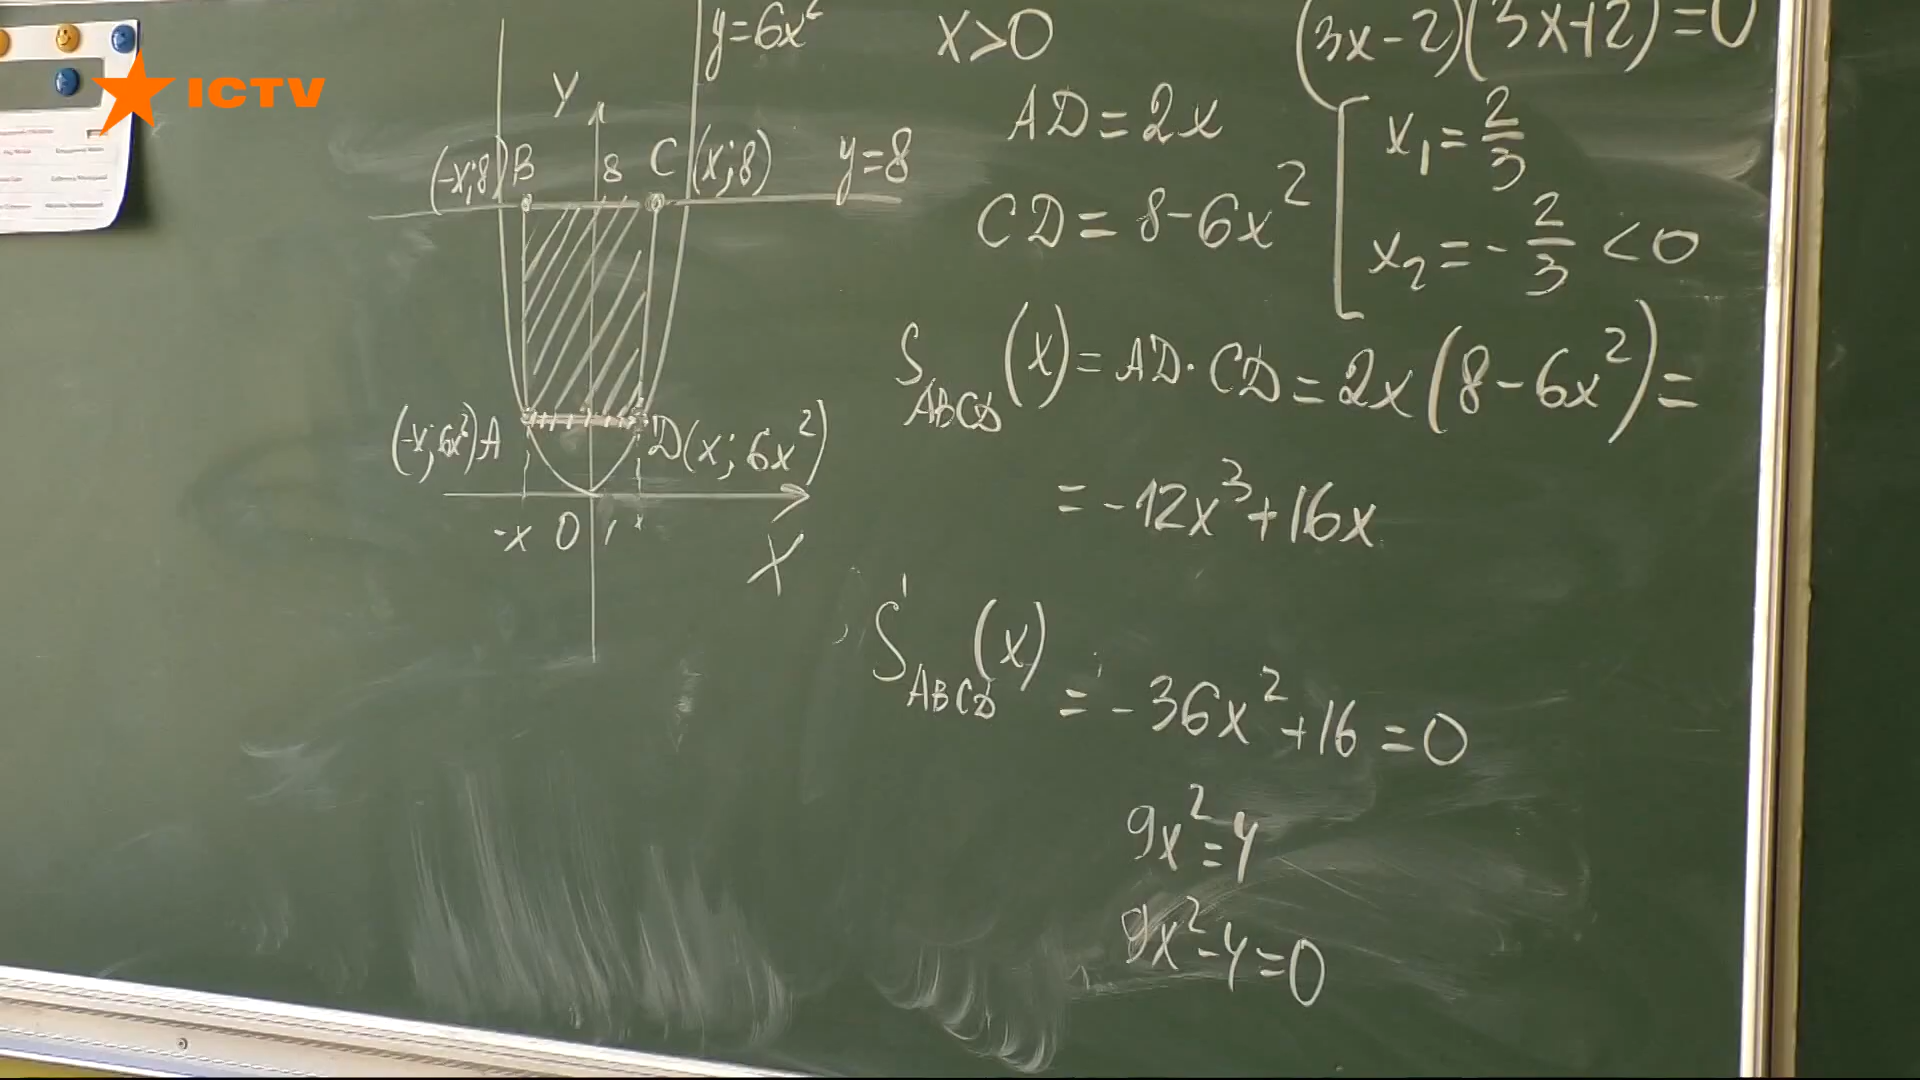 ICTV
y=6x²
Y
(-x;8) B 8 C (x;8) y=8
(-x;6x²) A D(x; 6x²)
-x 0 1 x
X
x>0
AD=2x
CD= 8-6x²
(3x-2)(3x+2)=0
x₁= 2/3
x₂=- 2/3 <0
S_ABCD(x)=AD·CD=2x(8-6x²)=
=-12x³+16x
S'_ABCD(x) = -36x²+16=0
9x²=4
9x²-4=0